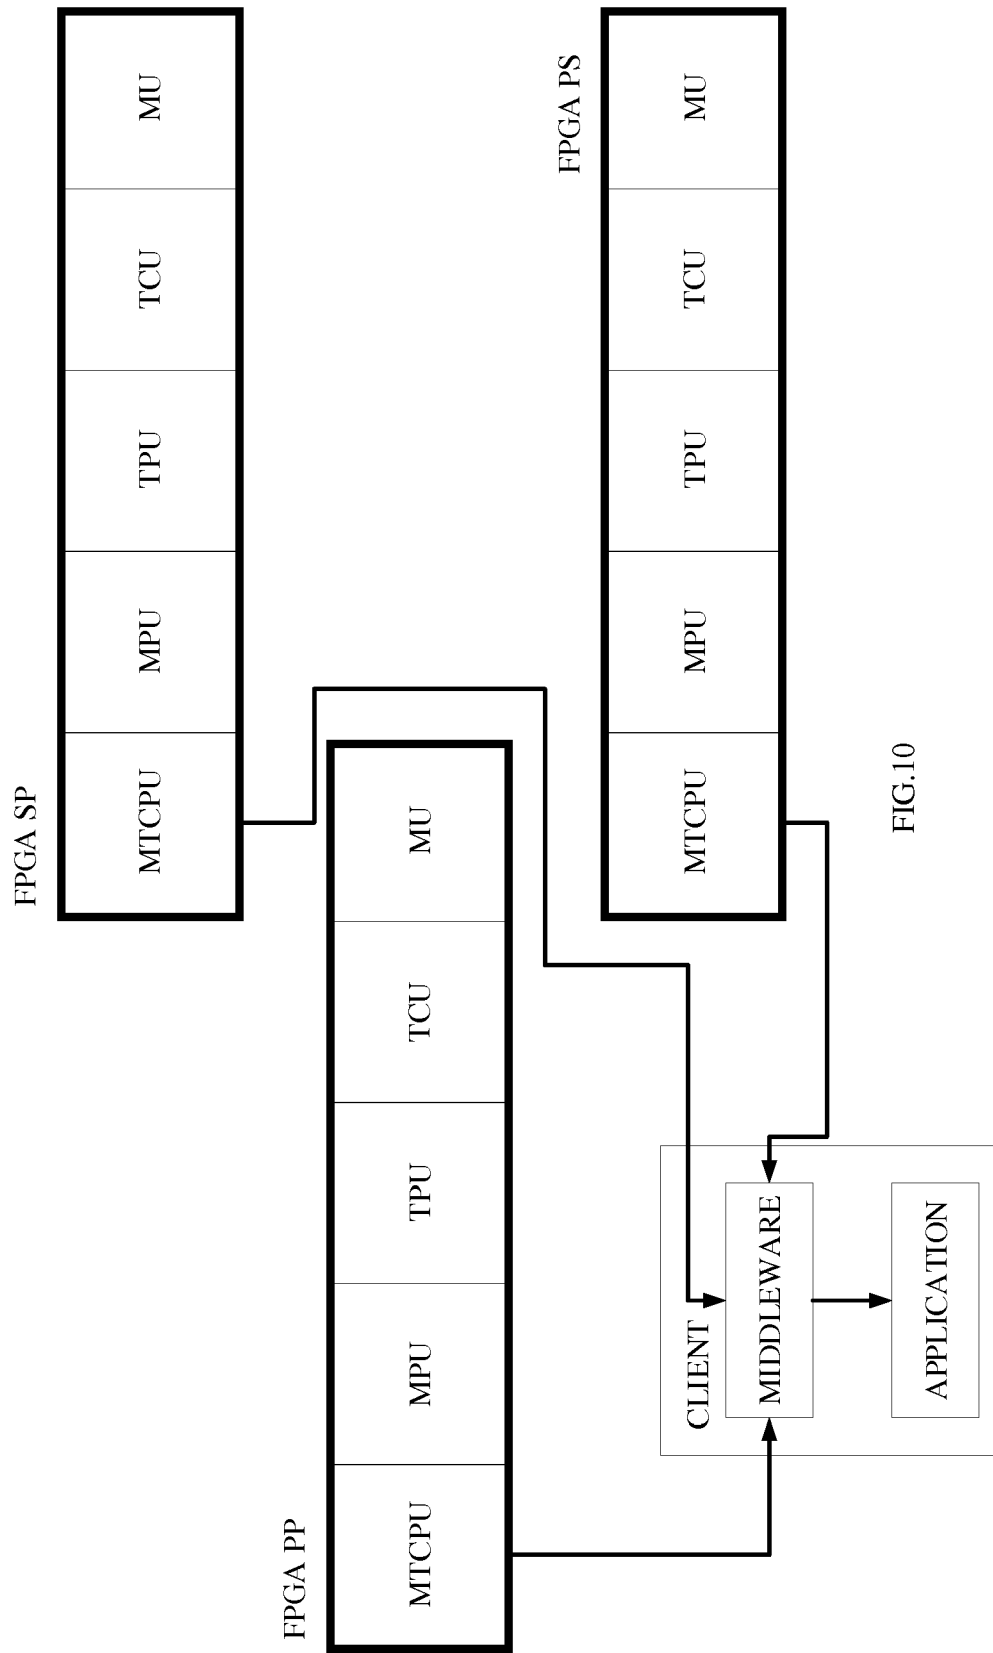 FPGA SP
MTCPU
MPU
TPU
TCU
MU
FPGA PP
MTCPU
MPU
TPU
TCU
MU
FPGA PS
MTCPU
MPU
TPU
TCU
MU
CLIENT
MIDDLEWARE
APPLICATION
FIG.10